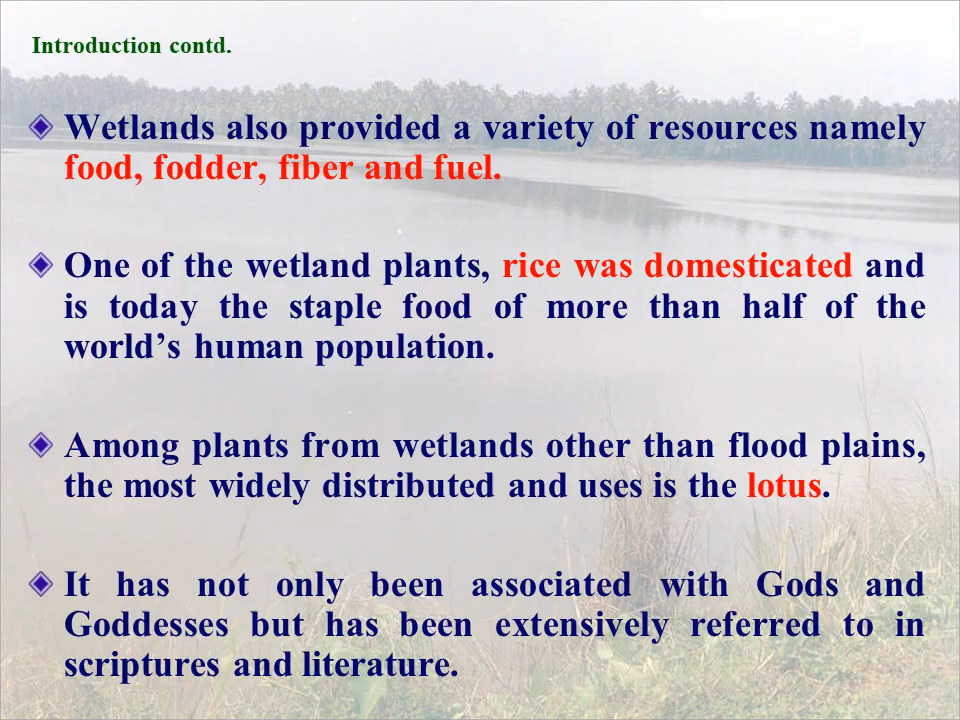 Introduction contd.
Wetlands also provided a variety of resources namely
food, fodder, fiber and fuel.
One of the wetland plants, rice was domesticated and
is today the staple food of more than half of the
world’s human population.
Among plants from wetlands other than flood plains,
the most widely distributed and uses is the lotus.
It has not only been associated with Gods and
Goddesses but has been extensively referred to in
scriptures and literature.